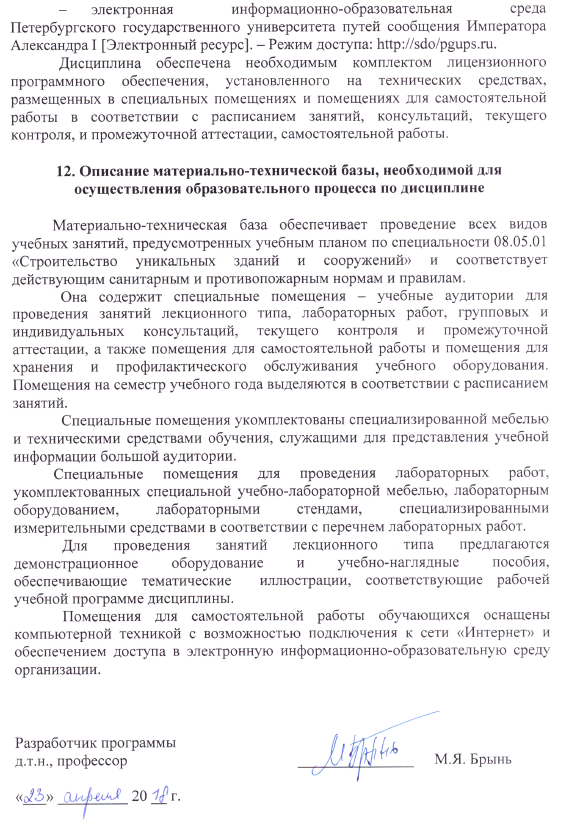 – электронная информационно-образовательная среда
Петербургского государственного университета путей сообщения Императора
Александра I [Электронный ресурс]. – Режим доступа: http://sdo/pgups.ru.
Дисциплина обеспечена необходимым комплектом лицензионного
программного обеспечения, установленного на технических средствах,
размещенных в специальных помещениях и помещениях для самостоятельной
работы в соответствии с расписанием занятий, консультаций, текущего
контроля, и промежуточной аттестации, самостоятельной работы.
12. Описание материально-технической базы, необходимой для
осуществления образовательного процесса по дисциплине
Материально-техническая база обеспечивает проведение всех видов
учебных занятий, предусмотренных учебным планом по специальности 08.05.01
«Строительство уникальных зданий и сооружений» и соответствует
действующим санитарным и противопожарным нормам и правилам.
Она содержит специальные помещения – учебные аудитории для
проведения занятий лекционного типа, лабораторных работ, групповых и
индивидуальных консультаций, текущего контроля и промежуточной
аттестации, а также помещения для самостоятельной работы и помещения для
хранения и профилактического обслуживания учебного оборудования.
Помещения на семестр учебного года выделяются в соответствии с расписанием
занятий.
Специальные помещения укомплектованы специализированной мебелью
и техническими средствами обучения, служащими для представления учебной
информации большой аудитории.
Специальные помещения для проведения лабораторных работ,
укомплектованных специальной учебно-лабораторной мебелью, лабораторным
оборудованием, лабораторными стендами, специализированными
измерительными средствами в соответствии с перечнем лабораторных работ.
Для проведения занятий лекционного типа предлагаются
демонстрационное оборудование и учебно-наглядные пособия,
обеспечивающие тематические иллюстрации, соответствующие рабочей
учебной программе дисциплины.
Помещения для самостоятельной работы обучающихся оснащены
компьютерной техникой с возможностью подключения к сети «Интернет» и
обеспечением доступа в электронную информационно-образовательную среду
организации.
Разработчик программы
д.т.н., профессор М.Я. Брынь
«23» апреля 2018 г.